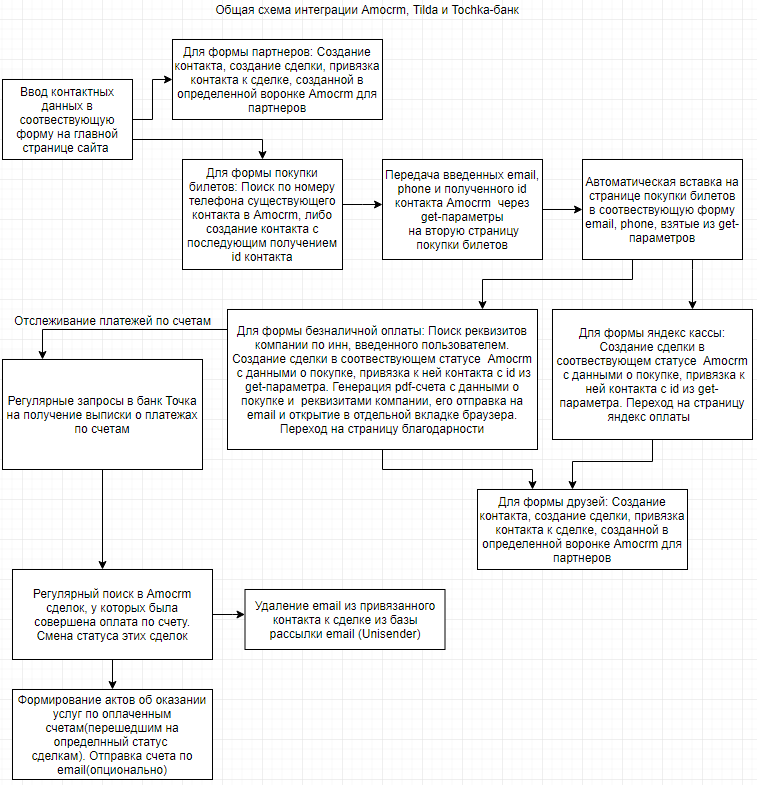 Общая схема интеграции Amocrm, Tilda и Tochka-банк
Для формы партнеров: Создание
контакта, создание сделки, привязка
контакта к сделке, созданной в
определенной воронке Amocrm для
партнеров
Ввод контактных
данных в
соотвествующую
форму на главной
странице сайта
Для формы покупки
билетов: Поиск по номеру
телефона существующего
контакта в Amocrm, либо
создание контакта с
последующим получением
id контакта
Передача введенных email,
phone и полученного id
контакта Amocrm через
get-параметры
на вторую страницу
покупки билетов
Автоматическая вставка на
странице покупки билетов
в соотвествующую форму
email, phone, взятые из get-
параметров
Отслеживание платежей по счетам
Для формы безналичной оплаты: Поиск реквизитов
компании по инн, введенного пользователем.
Создание сделки в соотвествующем статусе Amocrm
с данными о покупке, привязка к ней контакта с id из
get-параметра. Генерация pdf-счета с данными о
покупке и реквизитами компании, его отправка на
email и открытие в отдельной вкладке браузера.
Переход на страницу благодарности
Для формы яндекс кассы:
Создание сделки в
соотвествующем статусе Amocrm
с данными о покупке, привязка к
ней контакта с id из get-
параметра. Переход на страницу
яндекс оплаты
Регулярные запросы в банк Точка
на получение выписки о платежах
по счетам
Для формы друзей: Создание
контакта, создание сделки, привязка
контакта к сделке, созданной в
определенной воронке Amocrm для
партнеров
Регулярный поиск в Amocrm
сделок, у которых была
совершена оплата по счету.
Смена статуса этих сделок
Удаление email из привязанного
контакта к сделке из базы
рассылки email (Unisender)
Формирование актов об оказании
услуг по оплаченным
счетам(перешедшим на
определнный статус
сделкам). Отправка счета по
email(опционально)